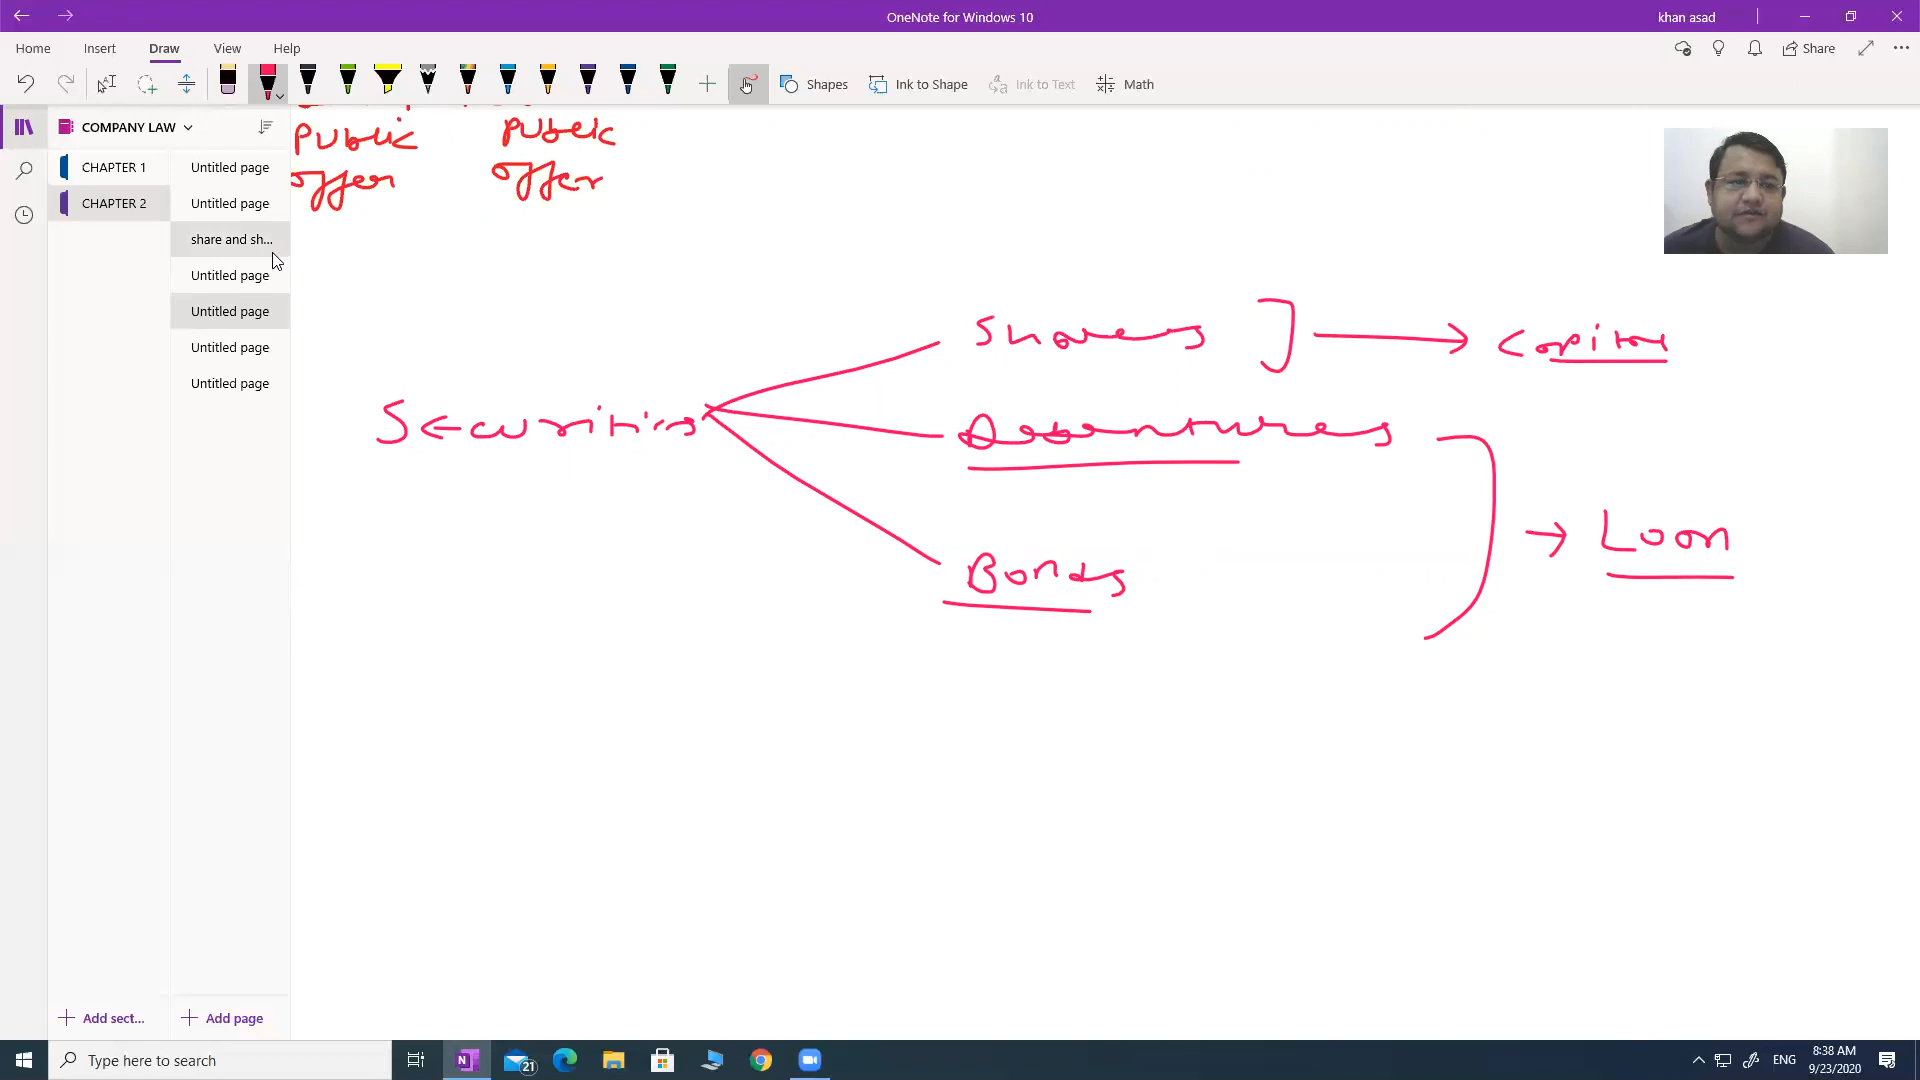 OneNote for Windows 10
khan asad
Home Insert Draw View Help
Share
Shapes Ink to Shape Ink to Text Math
COMPANY LAW
CHAPTER 1
CHAPTER 2
Untitled page
Untitled page
share and sh...
Untitled page
Untitled page
Untitled page
Untitled page
Public Public
offer offer
Shares Capital
Securities Debentures
Loan
Bonds
Add sect... Add page
Type here to search
21
ENG
8:38 AM
9/23/2020